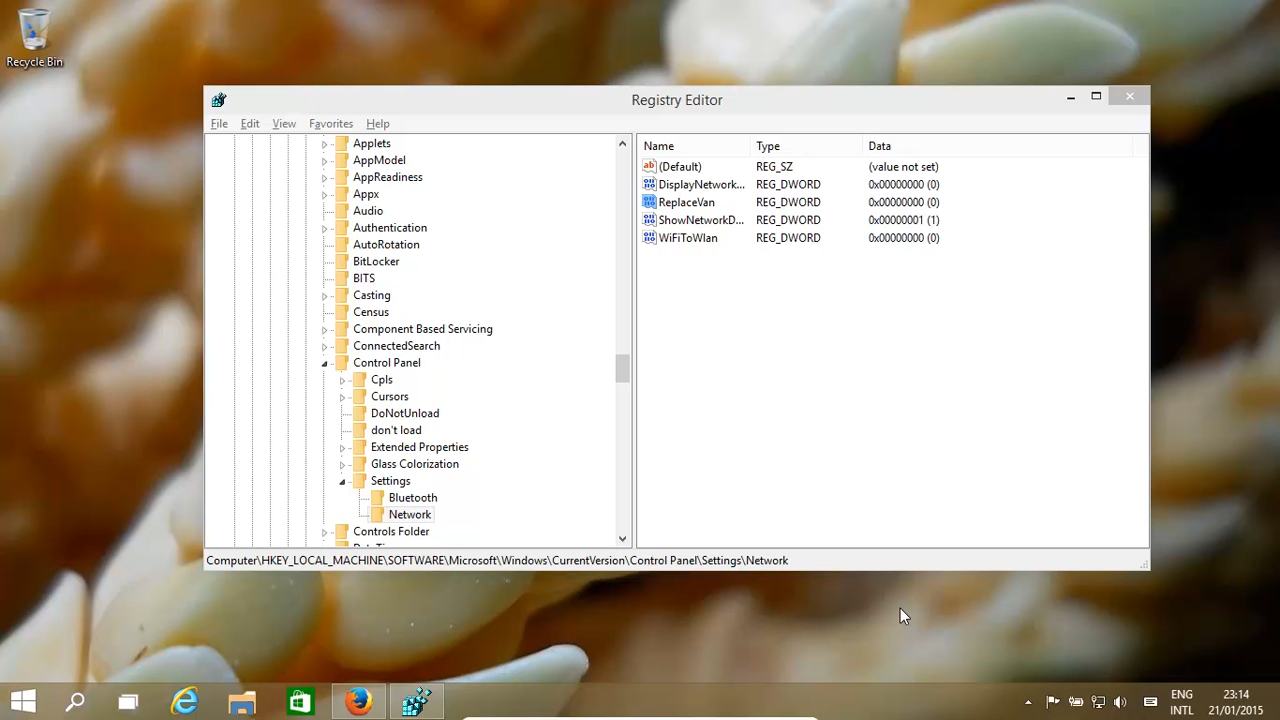 Recycle Bin
Registry Editor
File Edit View Favorites Help
Applets
AppModel
AppReadiness
Appx
Audio
Authentication
AutoRotation
BitLocker
BITS
Casting
Census
Component Based Servicing
ConnectedSearch
Control Panel
Cpls
Cursors
DoNotUnload
don't load
Extended Properties
Glass Colorization
Settings
Bluetooth
Network
Controls Folder
Name Type Data
(Default) REG_SZ (value not set)
DisplayNetwork... REG_DWORD 0x00000000 (0)
ReplaceVan REG_DWORD 0x00000000 (0)
ShowNetworkD... REG_DWORD 0x00000001 (1)
WiFiToWlan REG_DWORD 0x00000000 (0)
Computer\HKEY_LOCAL_MACHINE\SOFTWARE\Microsoft\Windows\CurrentVersion\Control Panel\Settings\Network
ENG 23:14
INTL 21/01/2015